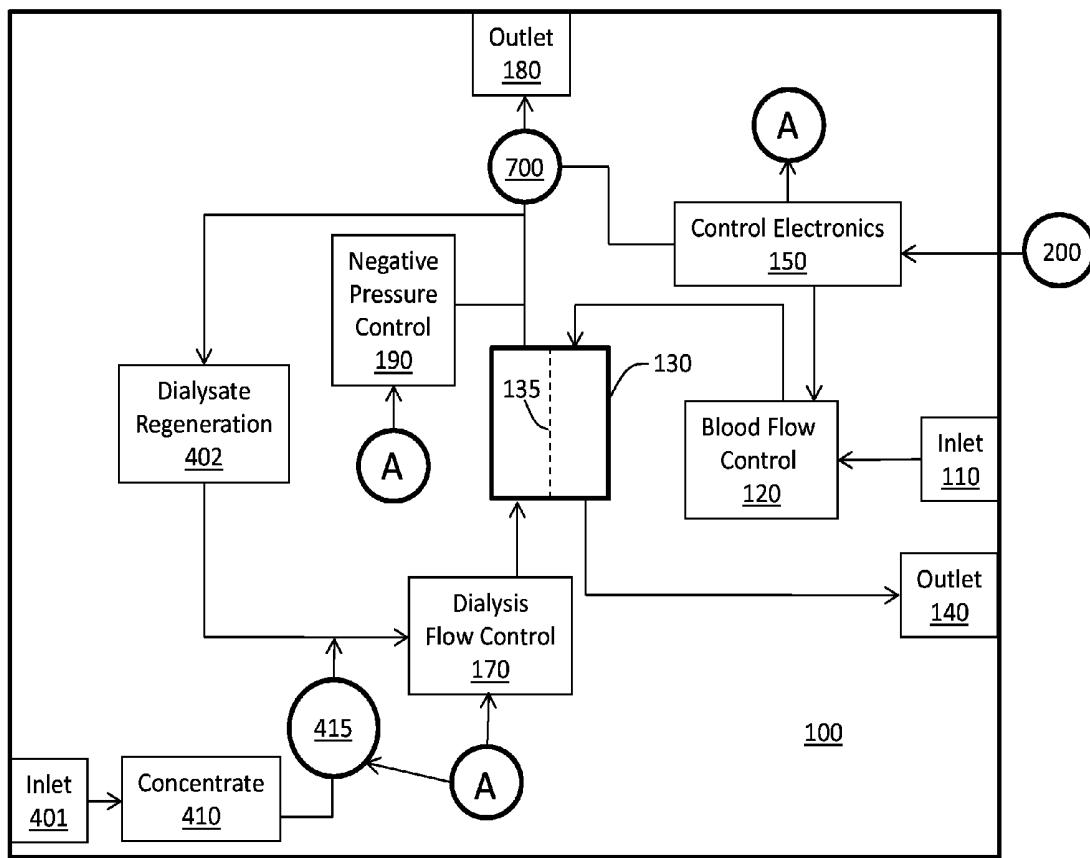 Outlet
180
A
700
Control Electronics
150
200
Negative
Pressure
Control
190
130
135
Dialysate
Regeneration
402
Blood Flow
Control
120
Inlet
110
A
Outlet
140
Dialysis
Flow Control
170
415
100
A
Inlet
401
Concentrate
410